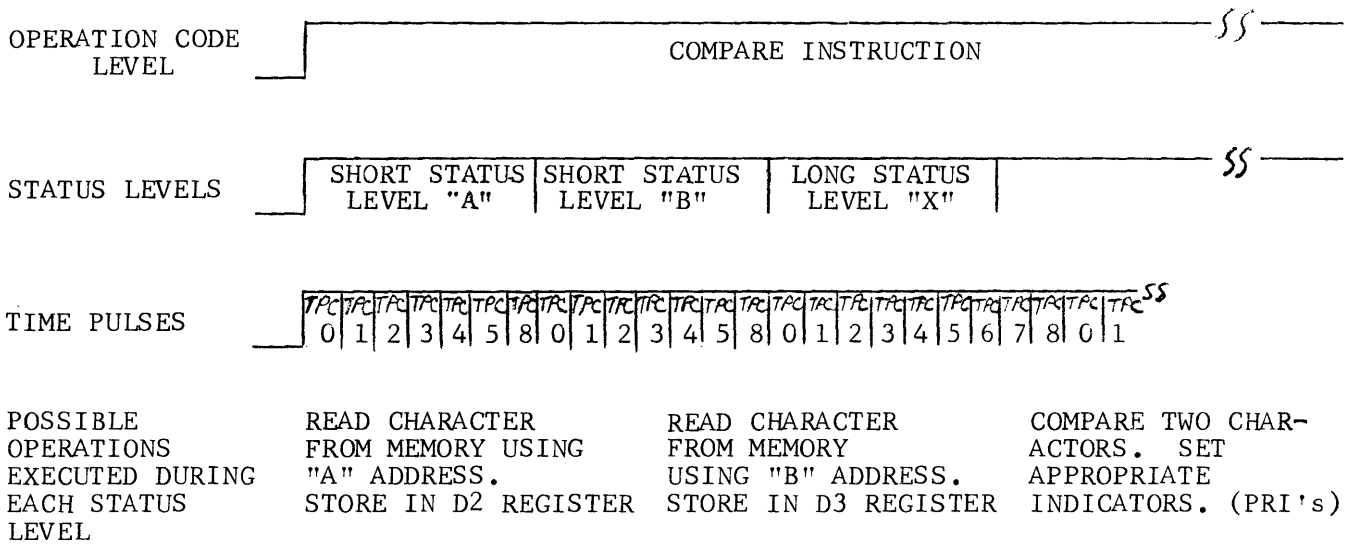 OPERATION CODE
LEVEL
COMPARE INSTRUCTION
SS
STATUS LEVELS
SHORT STATUS
LEVEL "A"
SHORT STATUS
LEVEL "B"
LONG STATUS
LEVEL "X"
SS
TIME PULSES
TPC TPC TPC TPC TPC TPC TPC TPC TPC TPC TPC TPC TPC TPC TPC TPC TPC TPC TPC TPC TPC TPC TPC TPC TPC SS
0 1 2 3 4 5 8 0 1 2 3 4 5 8 0 1 2 3 4 5 6 7 8 0 1
POSSIBLE
OPERATIONS
EXECUTED DURING
EACH STATUS
LEVEL
READ CHARACTER
FROM MEMORY USING
"A" ADDRESS.
STORE IN D2 REGISTER
READ CHARACTER
FROM MEMORY
USING "B" ADDRESS.
STORE IN D3 REGISTER
COMPARE TWO CHAR-
ACTORS. SET
APPROPRIATE
INDICATORS. (PRI's)